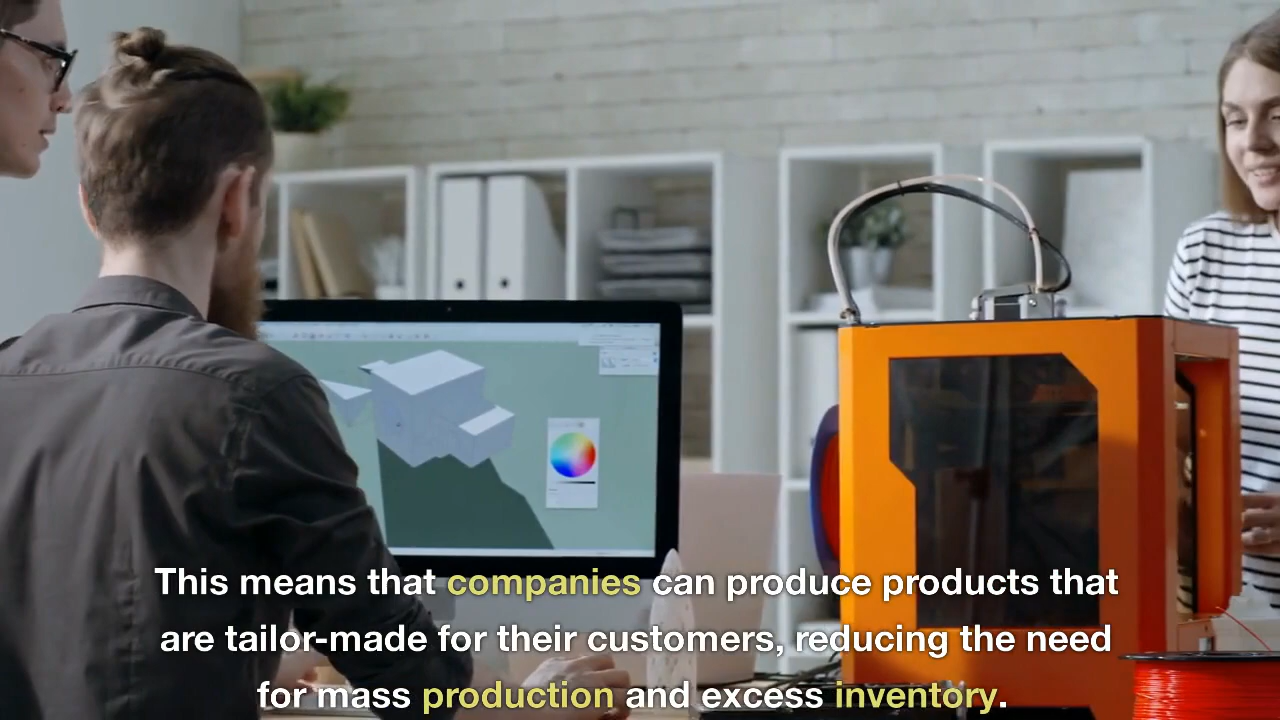 This means that companies can produce products that
are tailor-made for their customers, reducing the need
for mass production and excess inventory.